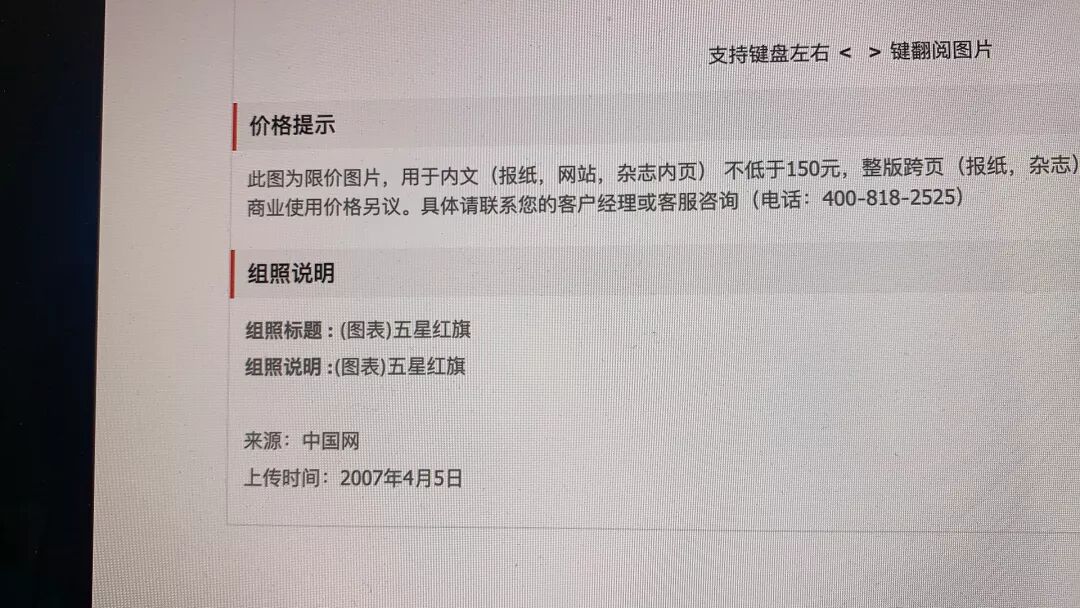 支持键盘左右 < > 键翻阅图片
价格提示
此图为限价图片，用于内文（报纸，网站，杂志内页） 不低于150元，整版跨页（报纸，杂志）
商业使用价格另议。具体请联系您的客户经理或客服咨询（电话：400-818-2525）
组照说明
组照标题 : (图表)五星红旗
组照说明 :(图表)五星红旗
来源：中国网
上传时间：2007年4月5日